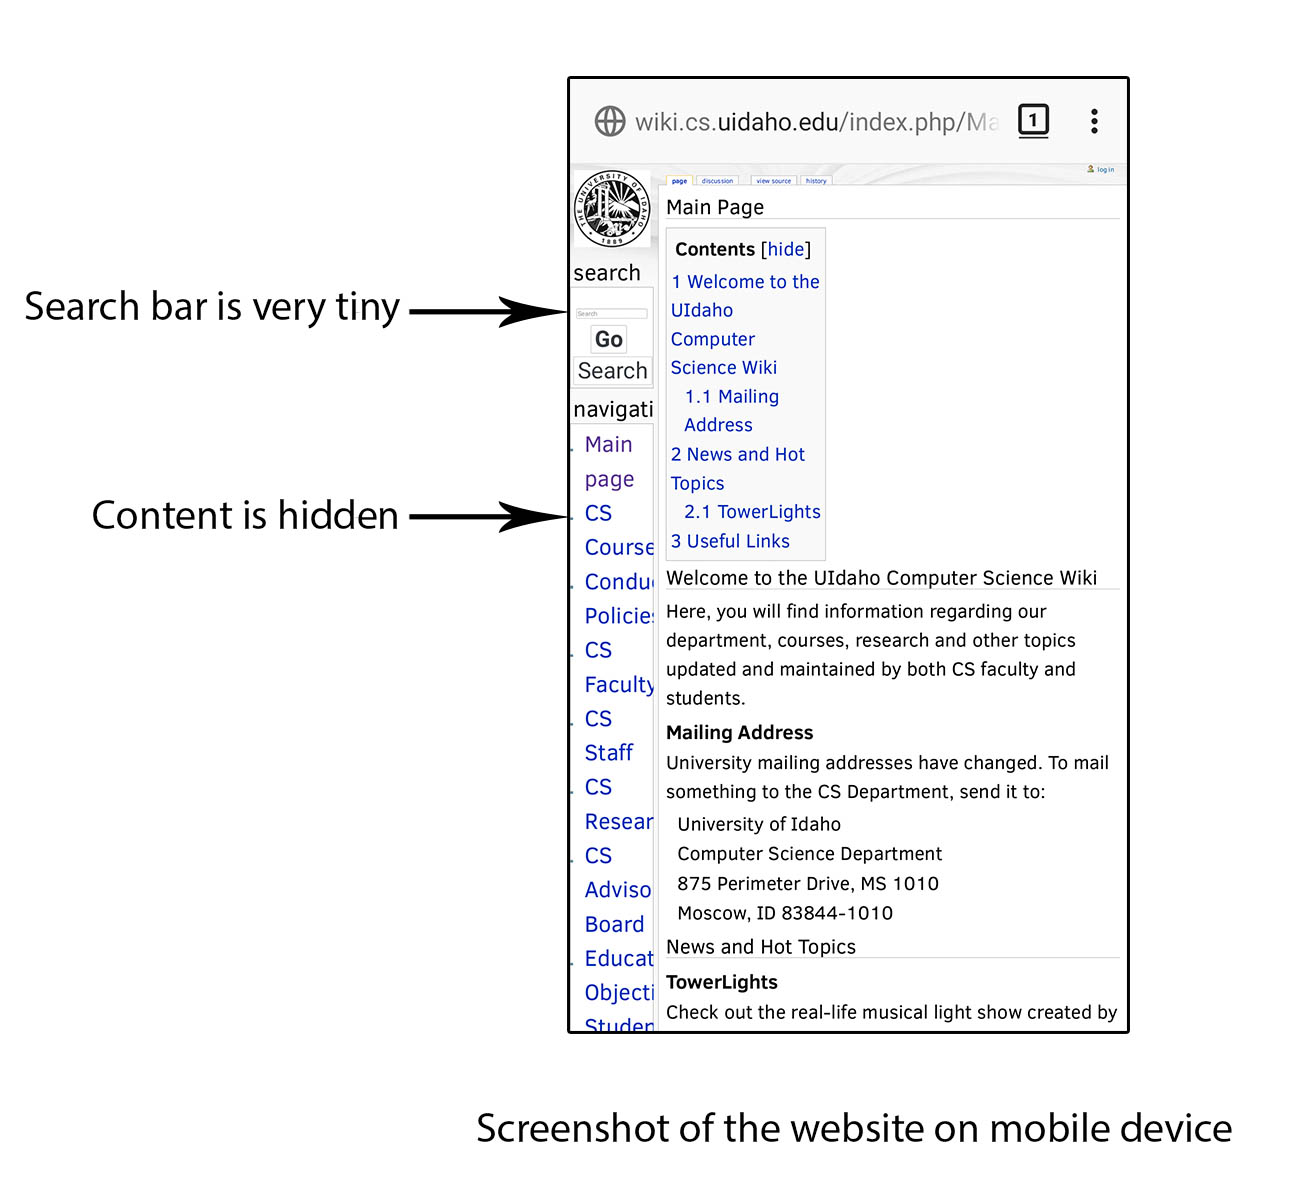 wiki.cs.uidaho.edu/index.php/Ma
1
THE UNIVERSITY OF IDAHO
1889
page
discussion
view source
history
log in
Main Page
Contents [hide]
1 Welcome to the
UIdaho
Computer
Science Wiki
1.1 Mailing
Address
2 News and Hot
Topics
2.1 TowerLights
3 Useful Links
search
Search
Go
Search
navigati
Main
page
CS
Course
Conduc
Policies
CS
Faculty
CS
Staff
CS
Resear
CS
Adviso
Board
Educat
Objecti
Studen
Welcome to the UIdaho Computer Science Wiki
Here, you will find information regarding our
department, courses, research and other topics
updated and maintained by both CS faculty and
students.
Mailing Address
University mailing addresses have changed. To mail
something to the CS Department, send it to:
University of Idaho
Computer Science Department
875 Perimeter Drive, MS 1010
Moscow, ID 83844-1010
News and Hot Topics
TowerLights
Check out the real-life musical light show created by
Search bar is very tiny
Content is hidden
Screenshot of the website on mobile device